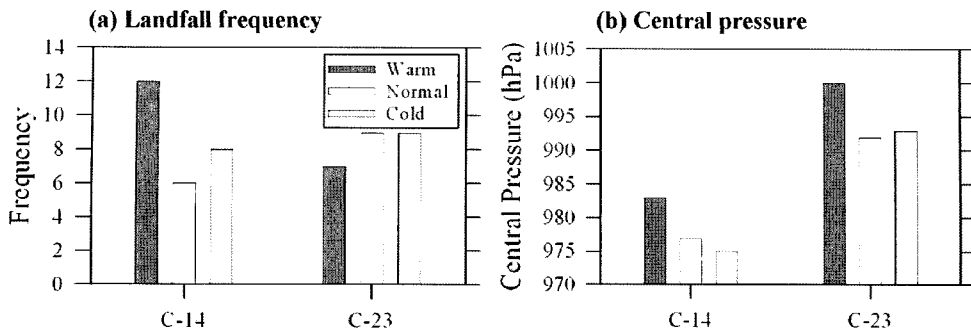 (a) Landfall frequency
14
12
10
8
6
4
2
0
Frequency
Warm
Normal
Cold
C-14
C-23
(b) Central pressure
1005
1000
995
990
985
980
975
970
Central Pressure (hPa)
C-14
C-23